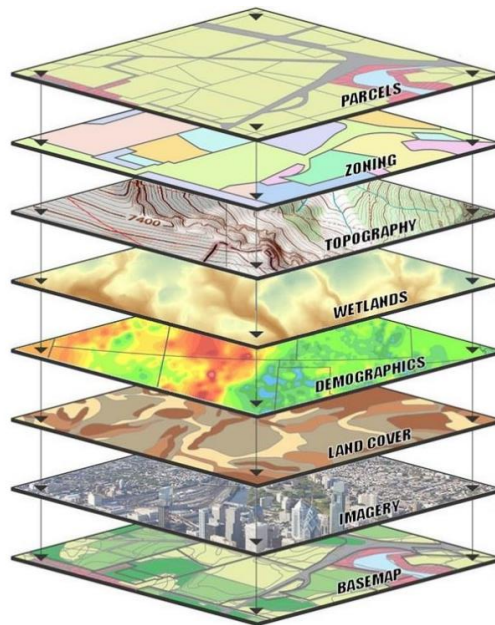 PARCELS
ZONING
7400
TOPOGRAPHY
WETLANDS
DEMOGRAPHICS
LAND COVER
IMAGERY
BASEMAP